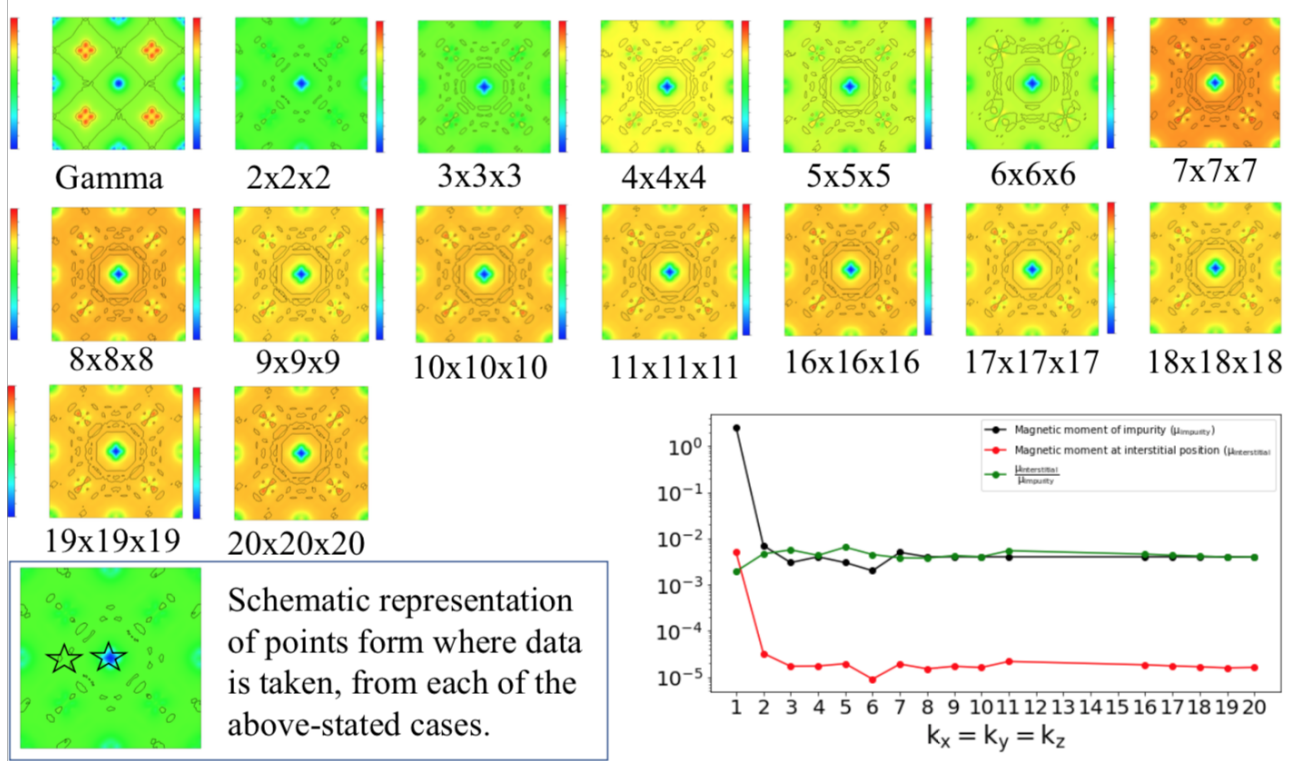 Gamma
2x2x2
3x3x3
4x4x4
5x5x5
6x6x6
7x7x7
8x8x8
9x9x9
10x10x10
11x11x11
16x16x16
17x17x17
18x18x18
19x19x19
20x20x20
Schematic representation
of points form where data
is taken, from each of the
above-stated cases.
Magnetic moment of impurity (μImpurity)
Magnetic moment at interstitial position (μInterstitial
μInterstitial
μImpurity
10⁰
10⁻¹
10⁻²
10⁻³
10⁻⁴
10⁻⁵
1 2 3 4 5 6 7 8 9 10 11 12 13 14 15 16 17 18 19 20
kx = ky = kz